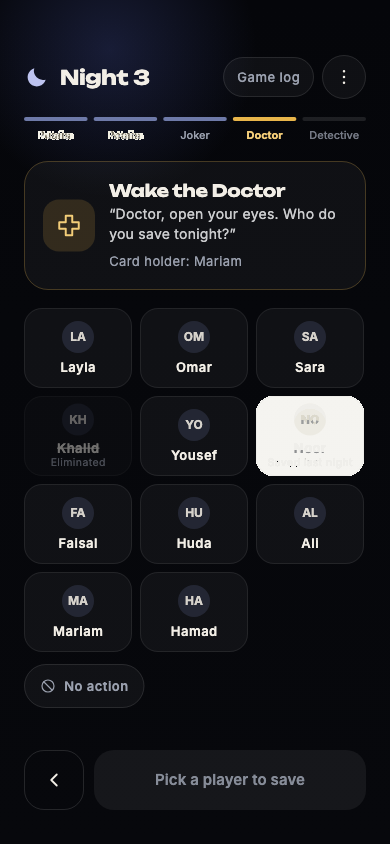 Night 3
Game log
Joker
Doctor
Detective
Wake the Doctor
“Doctor, open your eyes. Who do
you save tonight?”
Card holder: Mariam
LA
Layla
OM
Omar
SA
Sara
KH
Khalid
Eliminated
YO
Yousef
FA
Faisal
HU
Huda
AL
Ali
MA
Mariam
HA
Hamad
No action
Pick a player to save